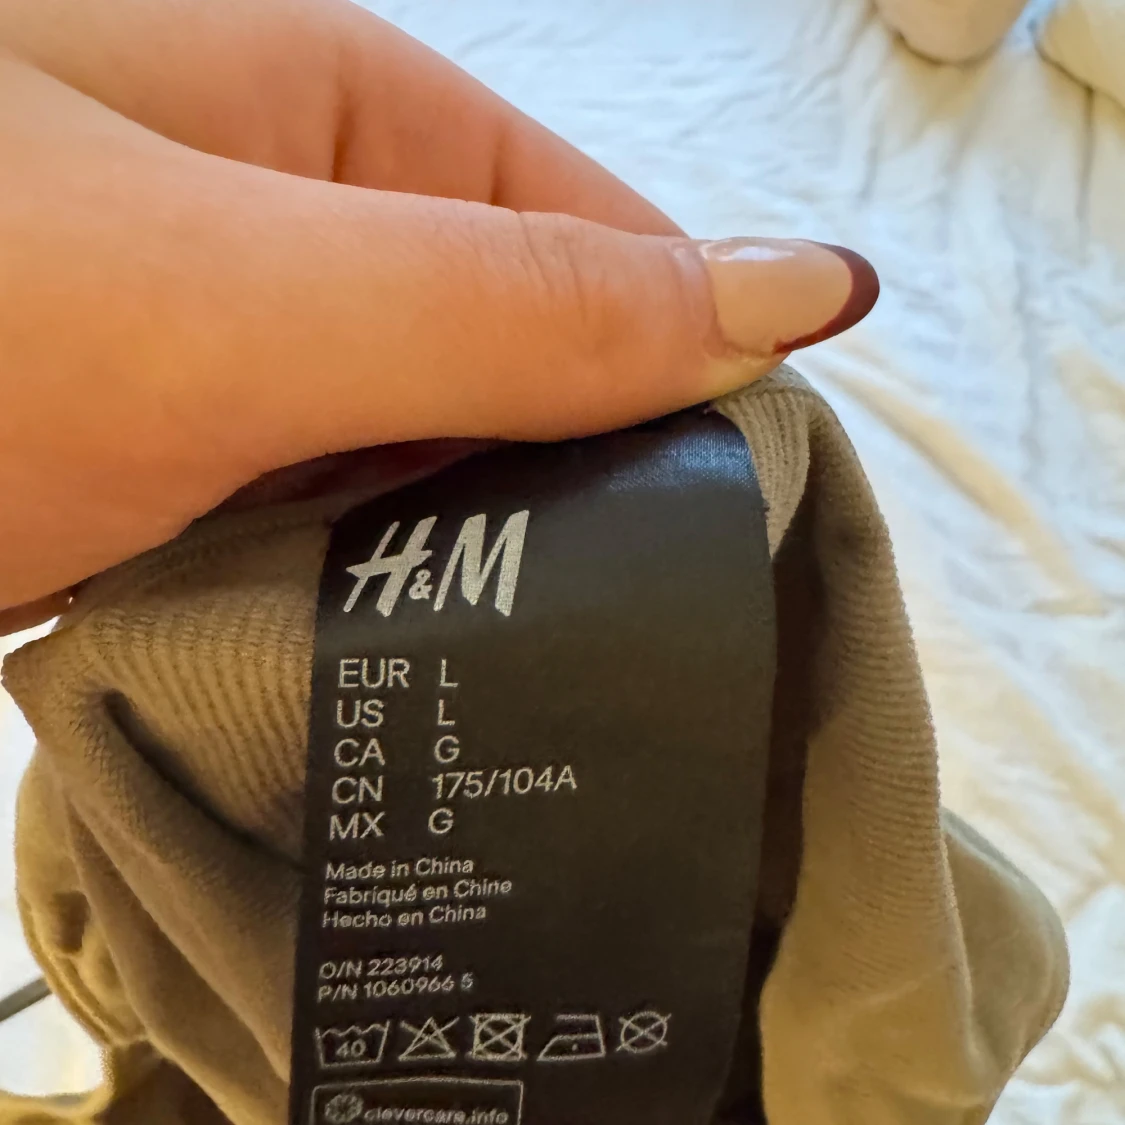 H&M
EUR L
US L
CA G
CN 175/104A
MX G
Made in China
Fabriqué en Chine
Hecho en China
O/N 223914
P/N 1060966 5
40
clevercare.info